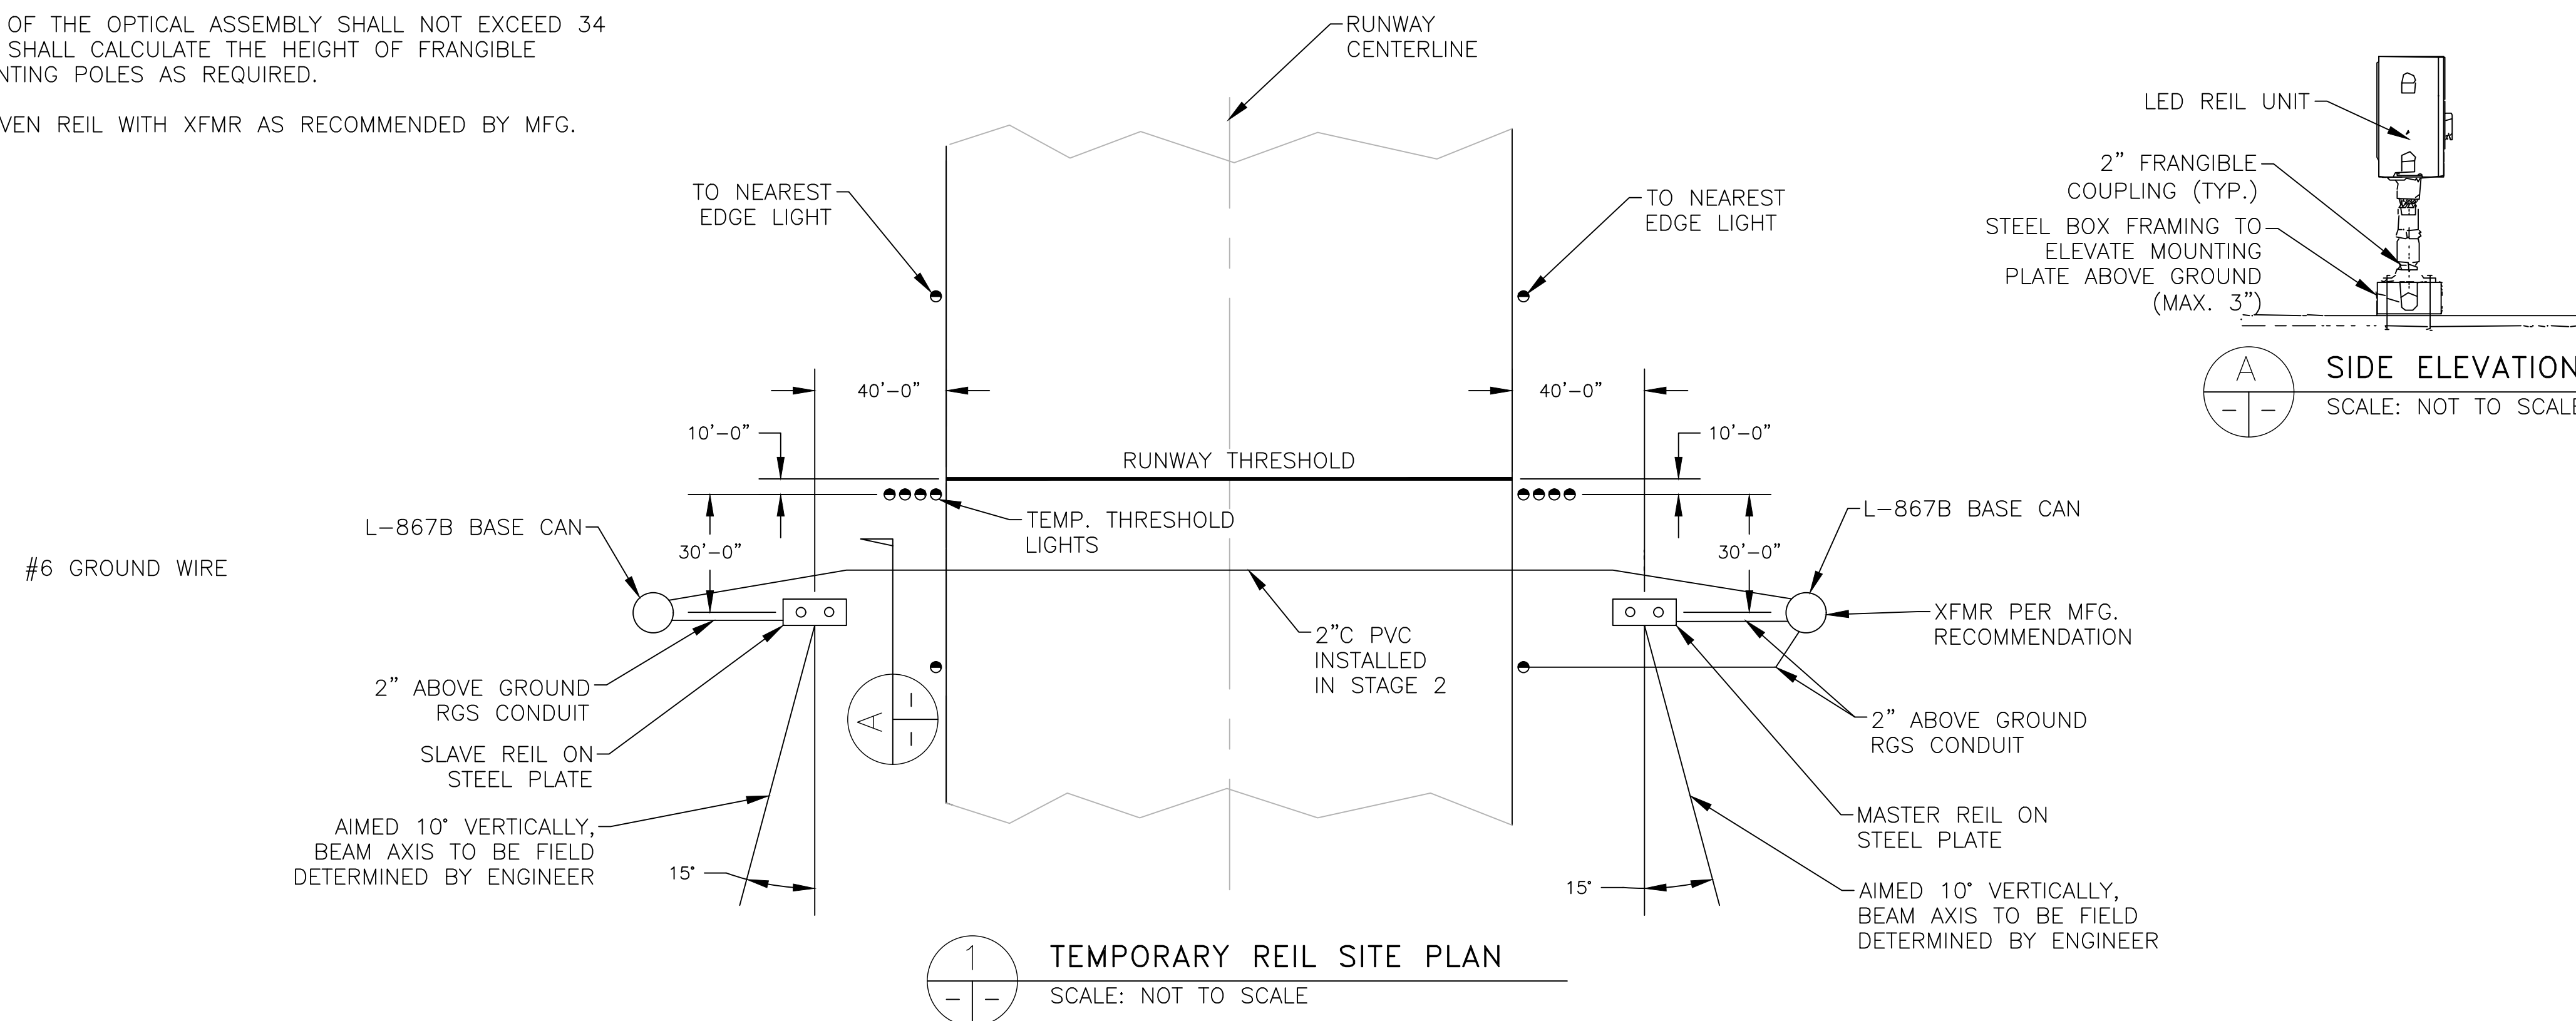 OF THE OPTICAL ASSEMBLY SHALL NOT EXCEED 34
SHALL CALCULATE THE HEIGHT OF FRANGIBLE
NTING POLES AS REQUIRED.
VEN REIL WITH XFMR AS RECOMMENDED BY MFG.
#6 GROUND WIRE
RUNWAY
CENTERLINE
TO NEAREST
EDGE LIGHT
TO NEAREST
EDGE LIGHT
40'-0"
40'-0"
10'-0"
10'-0"
RUNWAY THRESHOLD
TEMP. THRESHOLD
LIGHTS
L-867B BASE CAN
L-867B BASE CAN
30'-0"
30'-0"
XFMR PER MFG.
RECOMMENDATION
2"C PVC
INSTALLED
IN STAGE 2
2" ABOVE GROUND
RGS CONDUIT
2" ABOVE GROUND
RGS CONDUIT
A
- -
SLAVE REIL ON
STEEL PLATE
MASTER REIL ON
STEEL PLATE
AIMED 10° VERTICALLY,
BEAM AXIS TO BE FIELD
DETERMINED BY ENGINEER
15°
15°
AIMED 10° VERTICALLY,
BEAM AXIS TO BE FIELD
DETERMINED BY ENGINEER
1
- -
TEMPORARY REIL SITE PLAN
SCALE: NOT TO SCALE
LED REIL UNIT
2" FRANGIBLE
COUPLING (TYP.)
STEEL BOX FRAMING TO
ELEVATE MOUNTING
PLATE ABOVE GROUND
(MAX. 3")
A
- -
SIDE ELEVATION
SCALE: NOT TO SCALE